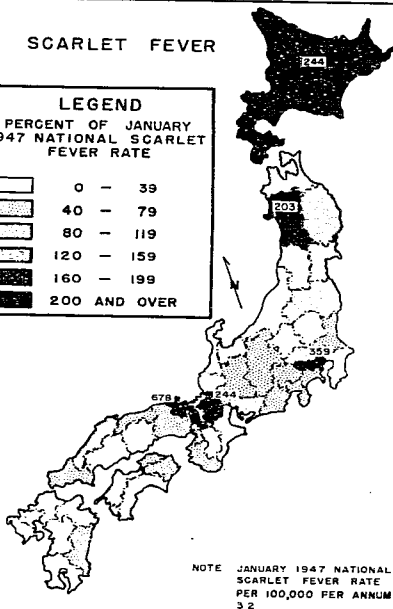 SCARLET FEVER
244
LEGEND
PERCENT OF JANUARY
1947 NATIONAL SCARLET
FEVER RATE
0 — 39
40 — 79
80 — 119
120 — 159
160 — 199
200 AND OVER
203
359
678
244
NOTE JANUARY 1947 NATIONAL
SCARLET FEVER RATE
PER 100,000 PER ANNUM
3 2